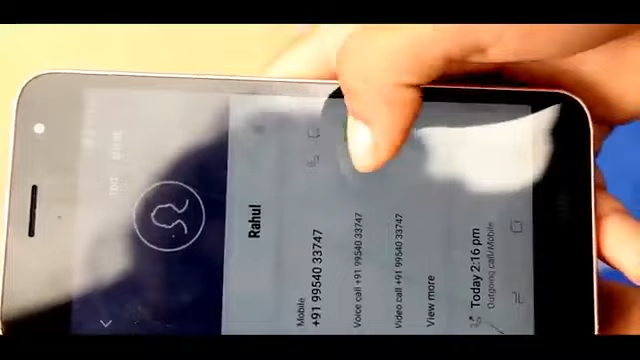 EDIT
Rahul
Mobile
+91 99540 33747
Voice call +91 99540 33747
Video call +91 99540 33747
View more
Today 2:16 pm
Outgoing call/Mobile